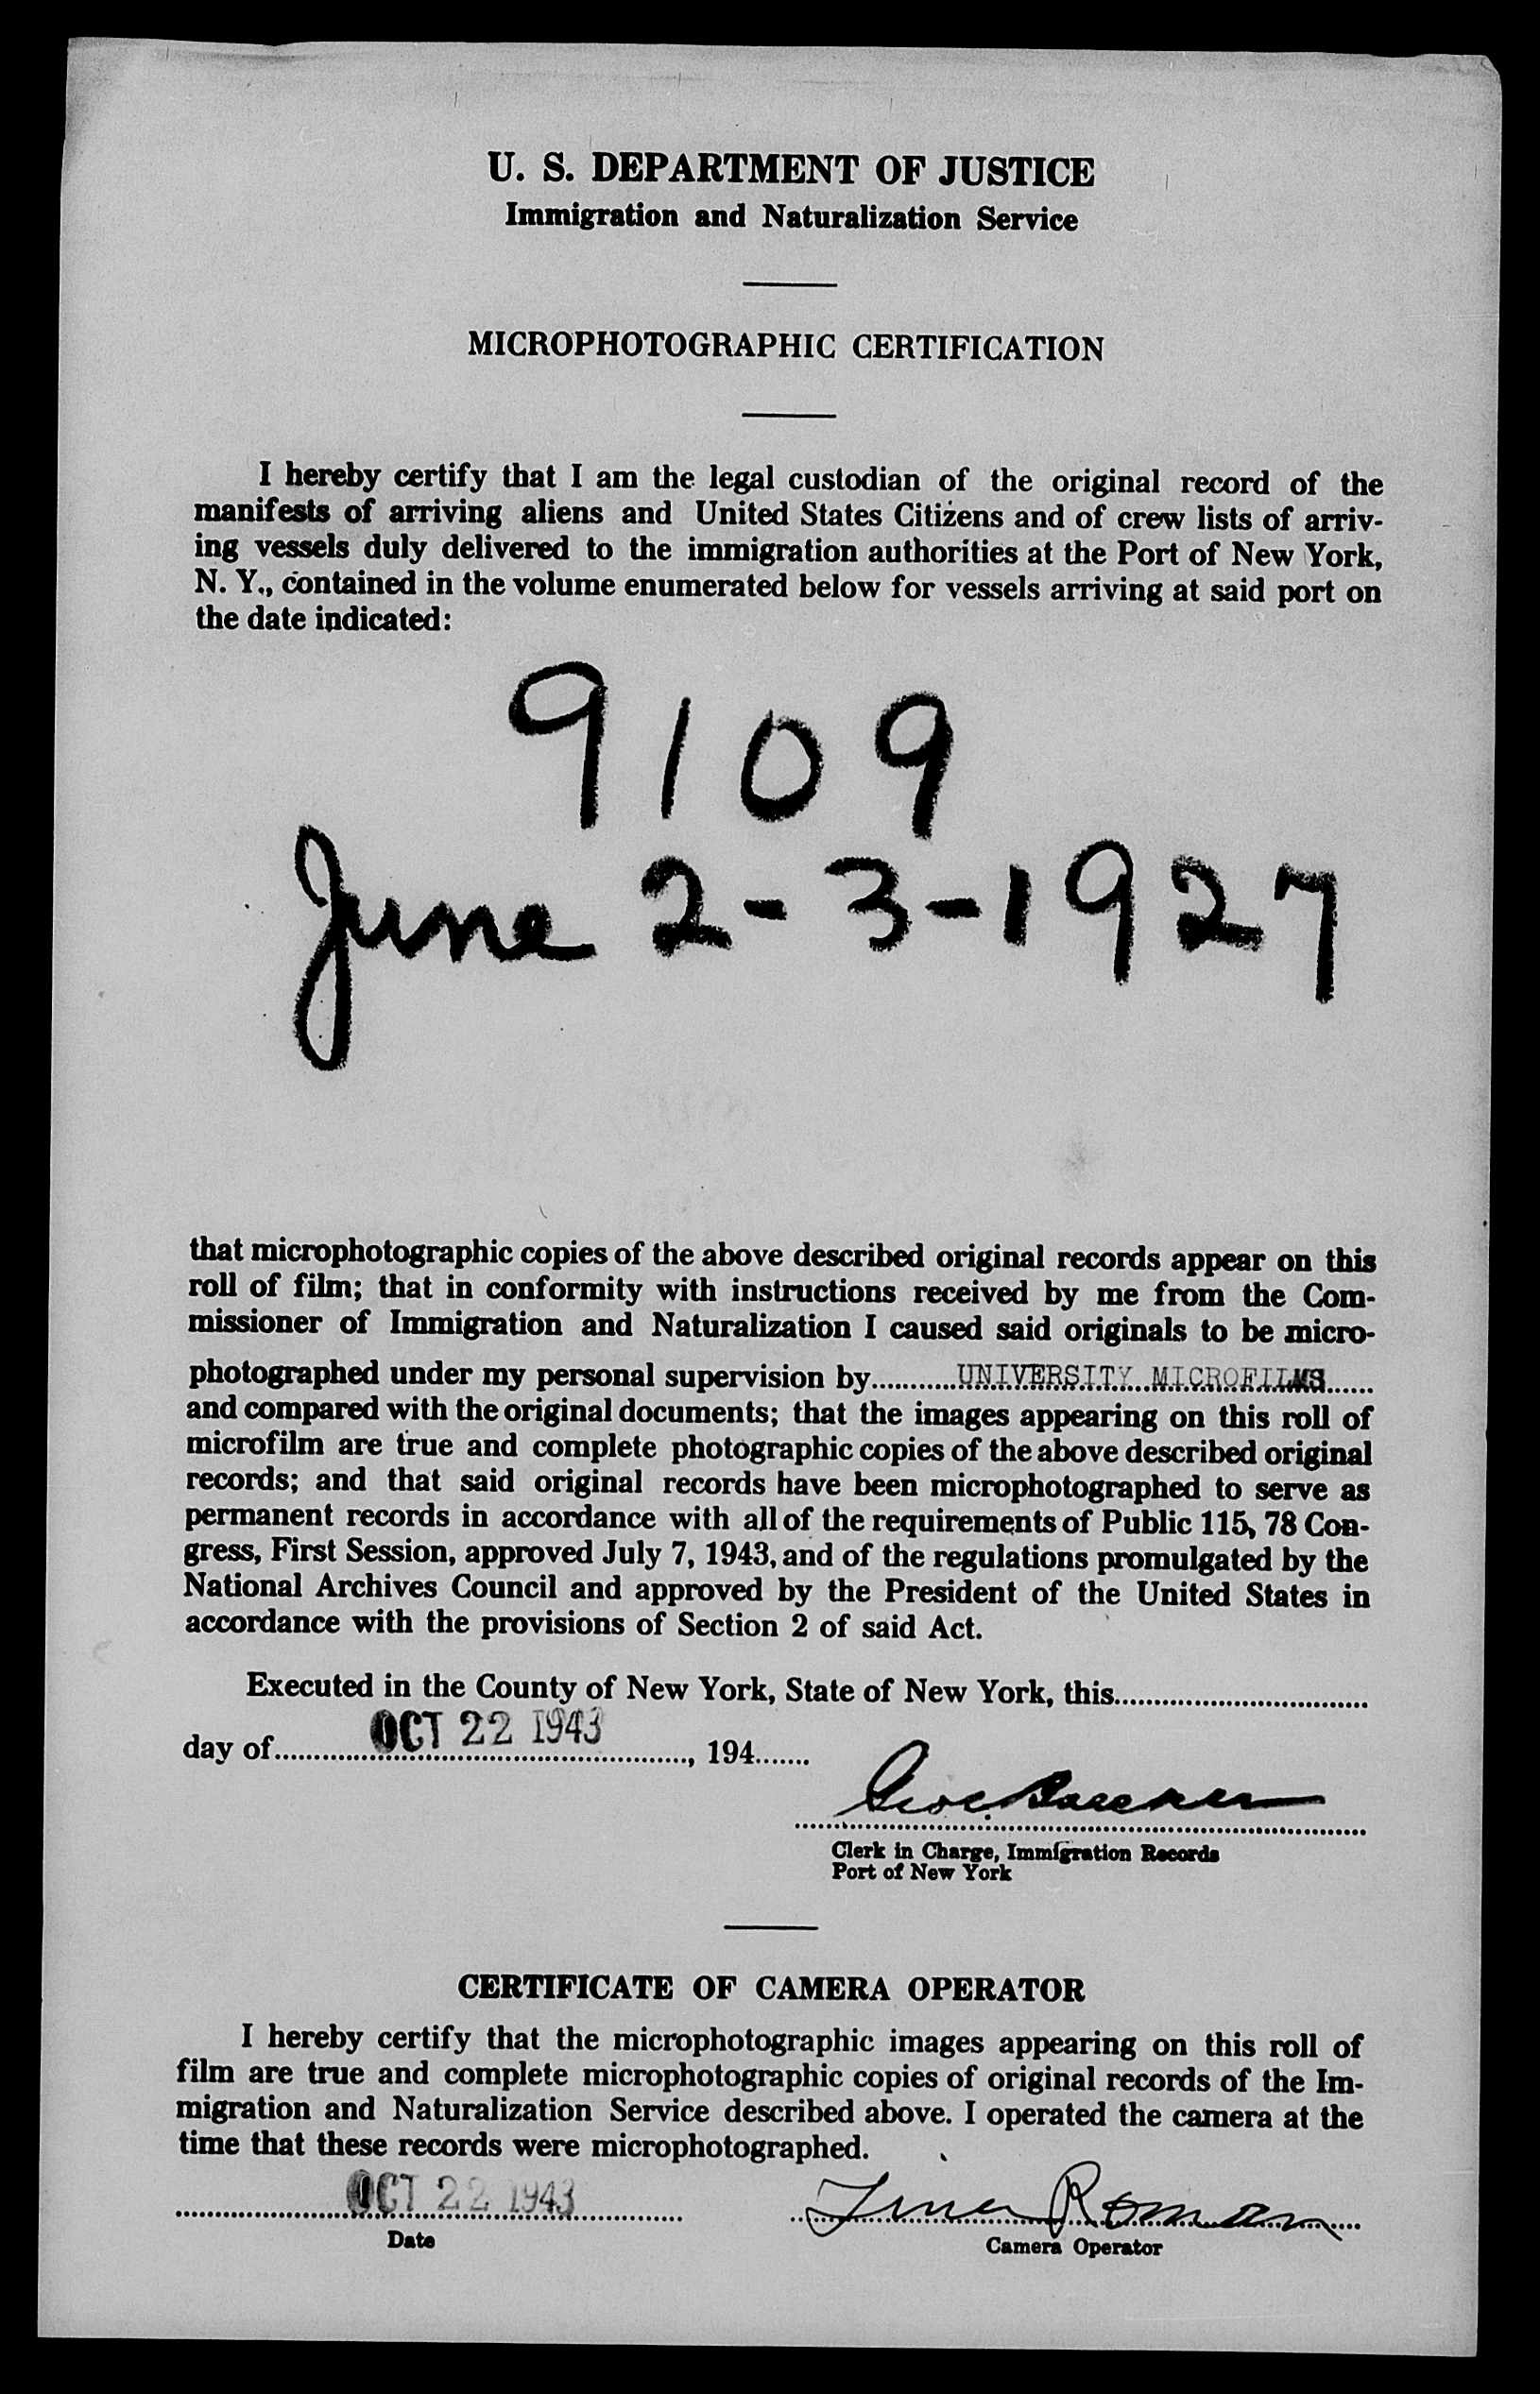 U. S. DEPARTMENT OF JUSTICE
Immigration and Naturalization Service
MICROPHOTOGRAPHIC CERTIFICATION
I hereby certify that I am the legal custodian of the original record of the
manifests of arriving aliens and United States Citizens and of crew lists of arriv-
ing vessels duly delivered to the immigration authorities at the Port of New York,
N. Y., contained in the volume enumerated below for vessels arriving at said port on
the date indicated:
9109
June 2-3-1927
that microphotographic copies of the above described original records appear on this
roll of film; that in conformity with instructions received by me from the Com-
missioner of Immigration and Naturalization I caused said originals to be micro-
photographed under my personal supervision by...........UNIVERSITY MICROFILMS......
and compared with the original documents; that the images appearing on this roll of
microfilm are true and complete photographic copies of the above described original
records; and that said original records have been microphotographed to serve as
permanent records in accordance with all of the requirements of Public 115, 78 Con-
gress, First Session, approved July 7, 1943, and of the regulations promulgated by the
National Archives Council and approved by the President of the United States in
accordance with the provisions of Section 2 of said Act.
Executed in the County of New York, State of New York, this................................
day of OCT 22 1943, 194.......
Clerk in Charge, Immigration Records
Port of New York
CERTIFICATE OF CAMERA OPERATOR
I hereby certify that the microphotographic images appearing on this roll of
film are true and complete microphotographic copies of original records of the Im-
migration and Naturalization Service described above. I operated the camera at the
time that these records were microphotographed.
OCT 22 1943 Roman
Date Camera Operator